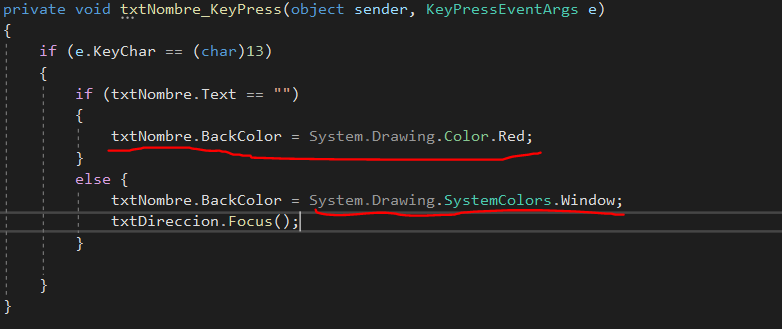 private void txtNombre_KeyPress(object sender, KeyPressEventArgs e)
{
if (e.KeyChar == (char)13)
{
if (txtNombre.Text == "")
{
txtNombre.BackColor = System.Drawing.Color.Red;
}
else {
txtNombre.BackColor = System.Drawing.SystemColors.Window;
txtDireccion.Focus();
}
}
}